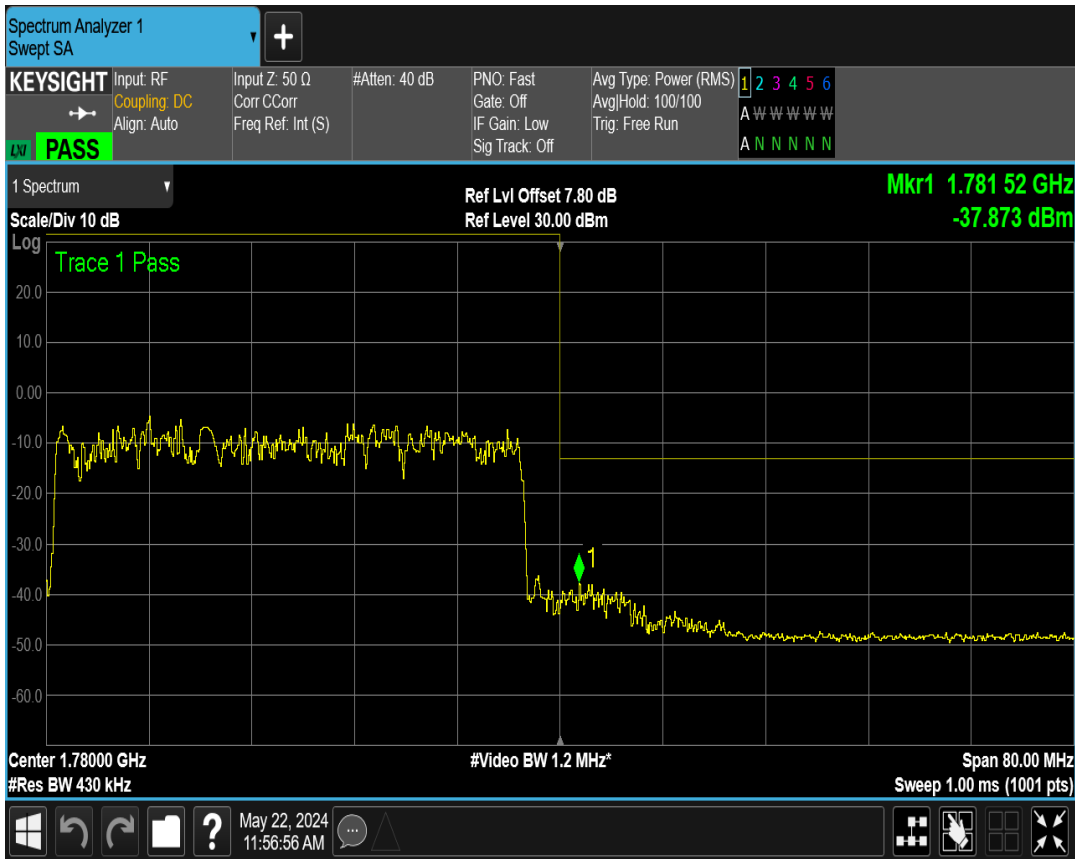 Spectrum Analyzer 1
Swept SA
+
KEYSIGHT
LXI PASS
Input: RF
Coupling: DC
Align: Auto
Input Z: 50 Ω
Corr CCorr
Freq Ref: Int (S)
#Atten: 40 dB
PNO: Fast
Gate: Off
IF Gain: Low
Sig Track: Off
Avg Type: Power (RMS)
Avg|Hold: 100/100
Trig: Free Run
1 2 3 4 5 6
A W W W W W
A N N N N N
1 Spectrum
Scale/Div 10 dB
Ref Lvl Offset 7.80 dB
Ref Level 30.00 dBm
Mkr1 1.781 52 GHz
-37.873 dBm
Log
Trace 1 Pass
20.0
10.0
0.00
-10.0
-20.0
-30.0
1
-40.0
-50.0
-60.0
Center 1.78000 GHz
#Res BW 430 kHz
#Video BW 1.2 MHz*
Span 80.00 MHz
Sweep 1.00 ms (1001 pts)
?
May 22, 2024
11:56:56 AM